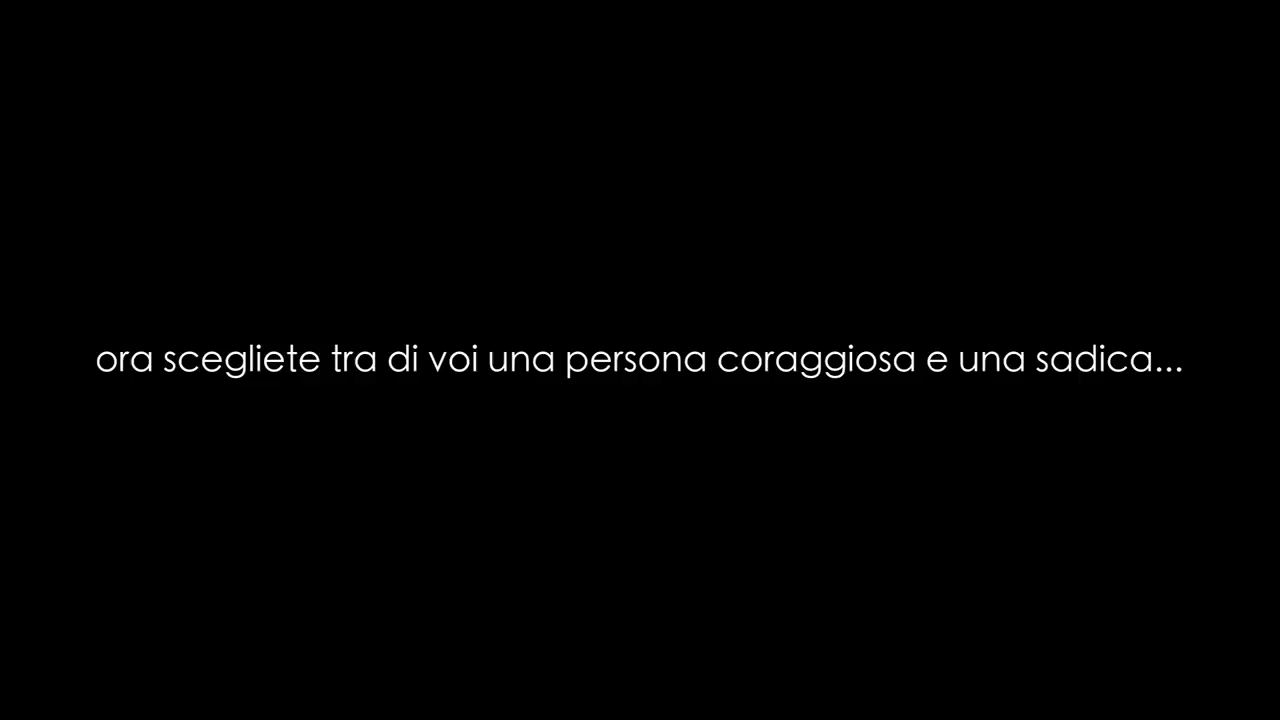 ora scegliete tra di voi una persona coraggiosa e una sadica...